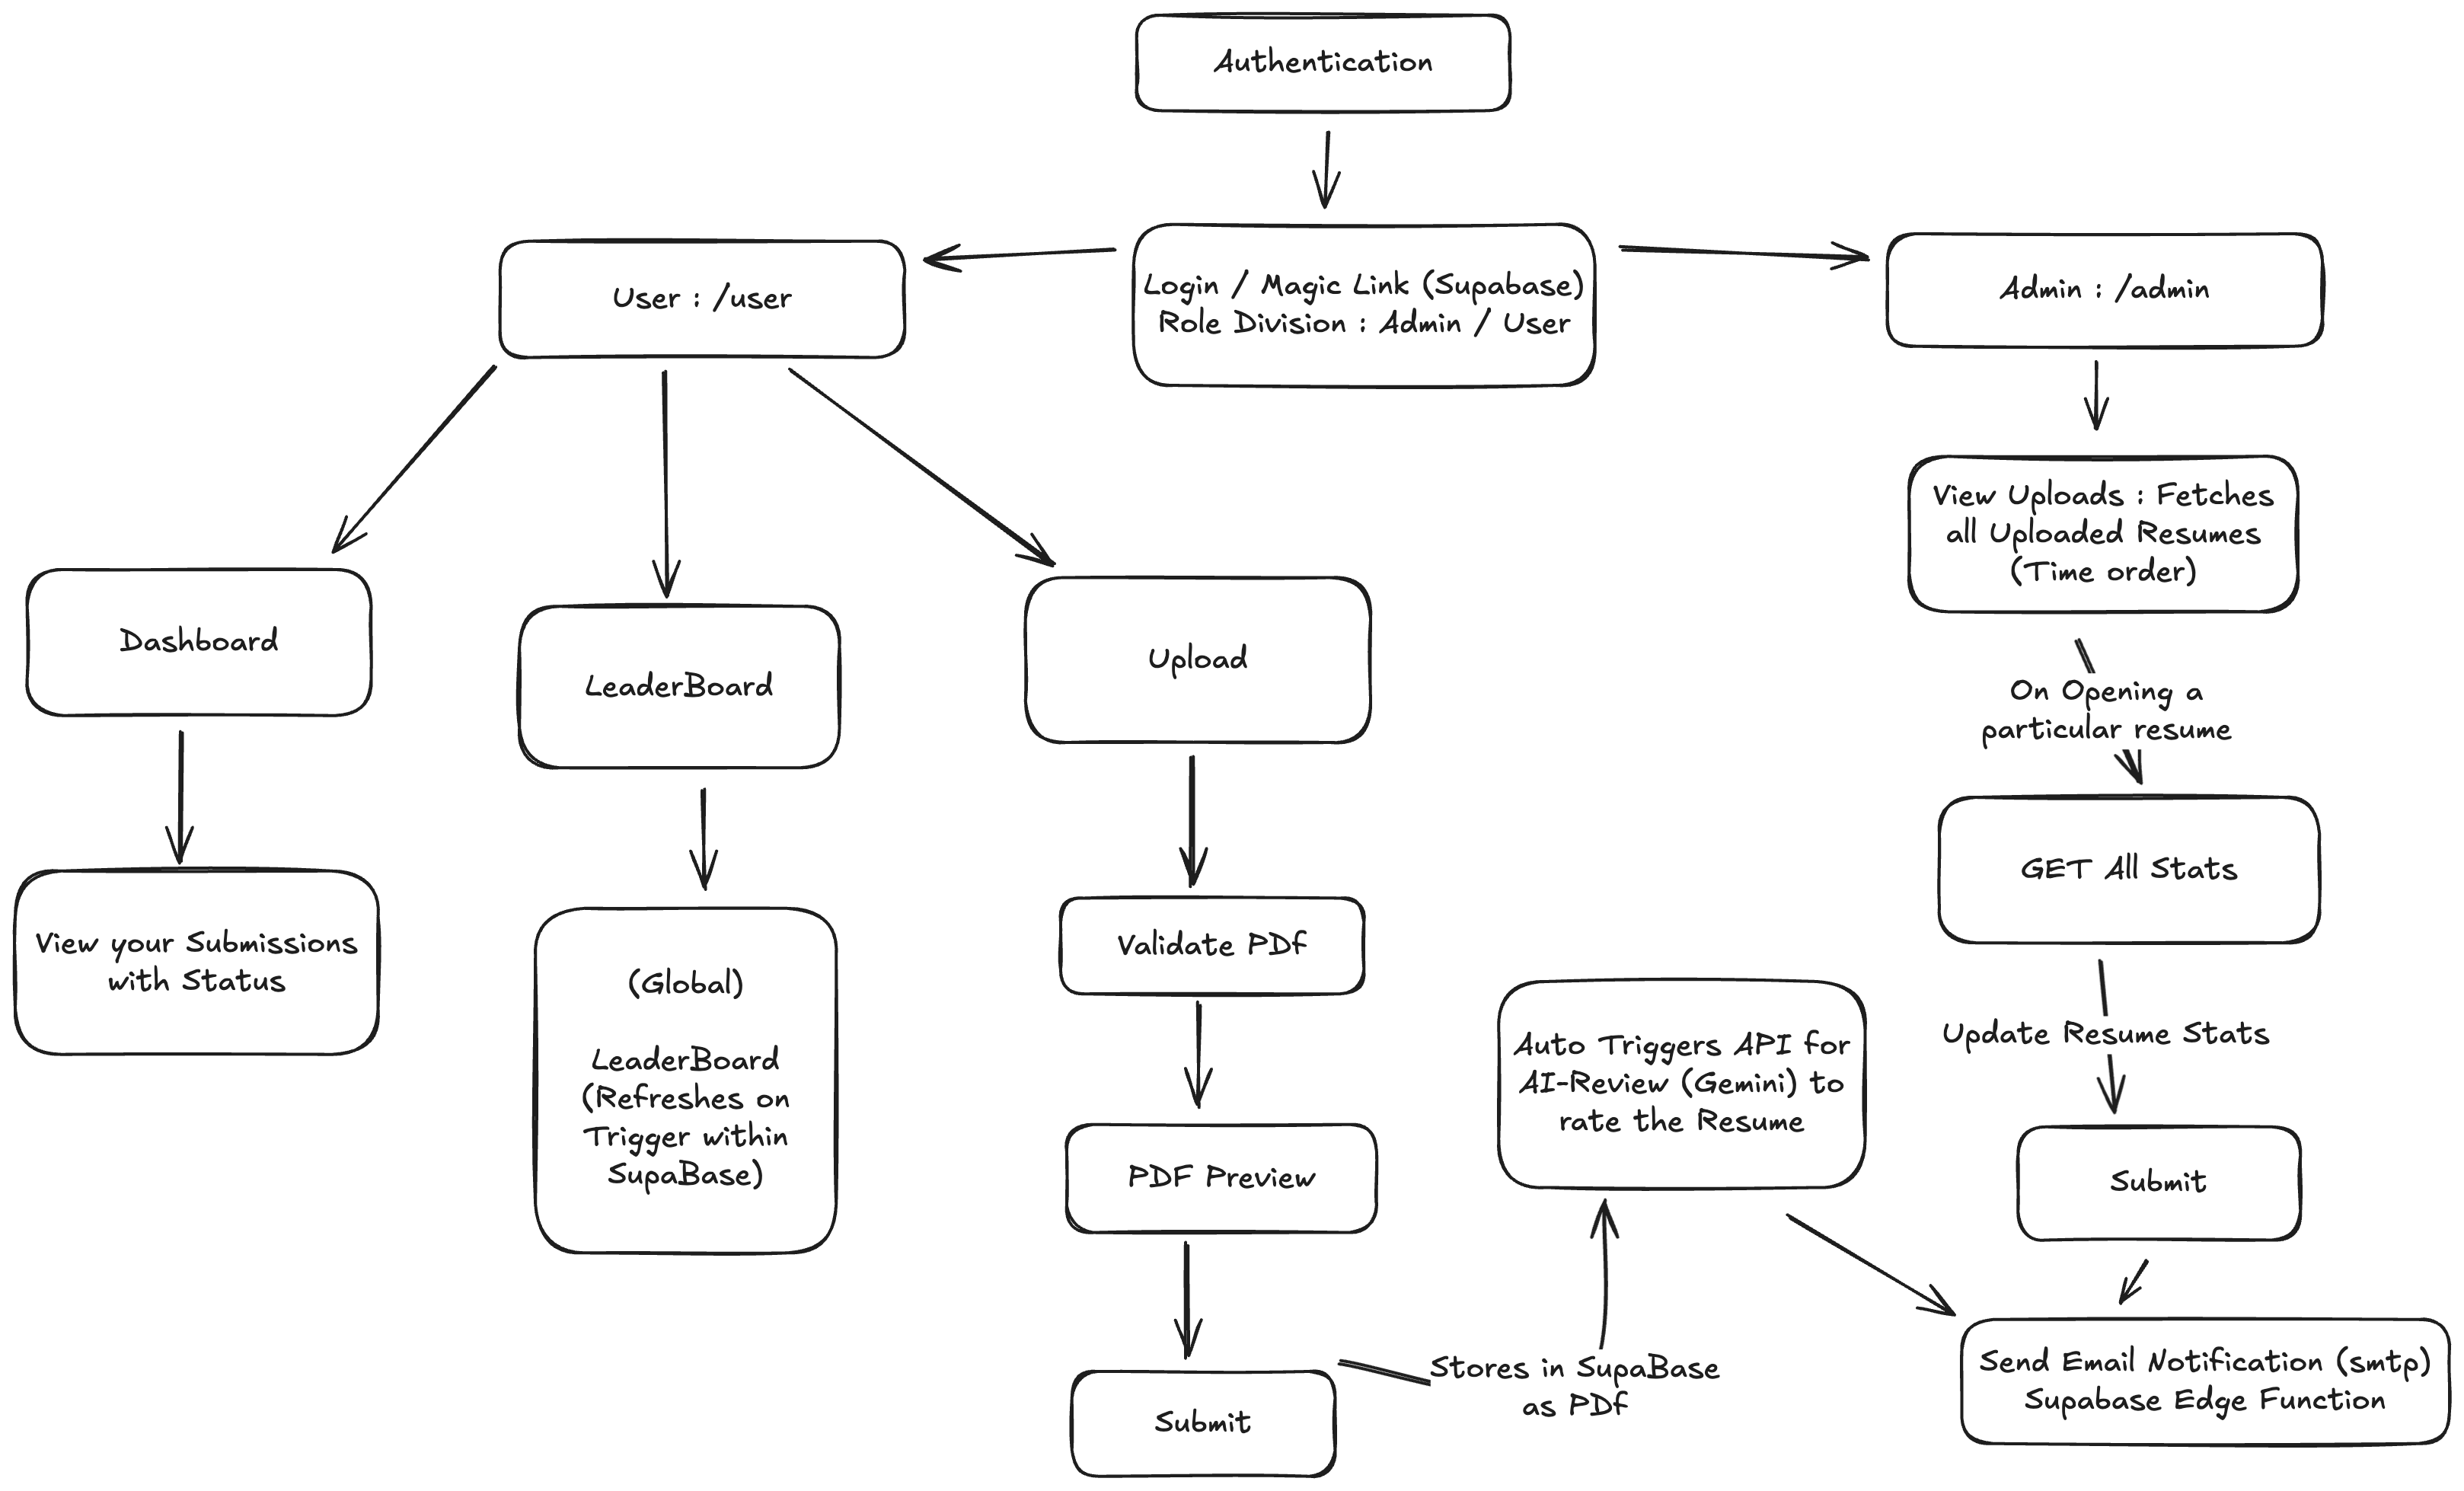 Authentication
User : /user
Login / Magic Link (Supabase)
Role Division : Admin / User
Admin : /admin
View Uploads : Fetches
all Uploaded Resumes
(Time order)
On Opening a
particular resume
Dashboard
LeaderBoard
Upload
GET All Stats
View your Submissions
with Status
(Global)
LeaderBoard
(Refreshes on
Trigger within
SupaBase)
Validate PDf
PDF Preview
Submit
Stores in SupaBase
as PDf
Auto Triggers API for
AI-Review (Gemini) to
rate the Resume
Update Resume Stats
Submit
Send Email Notification (smtp)
Supabase Edge Function